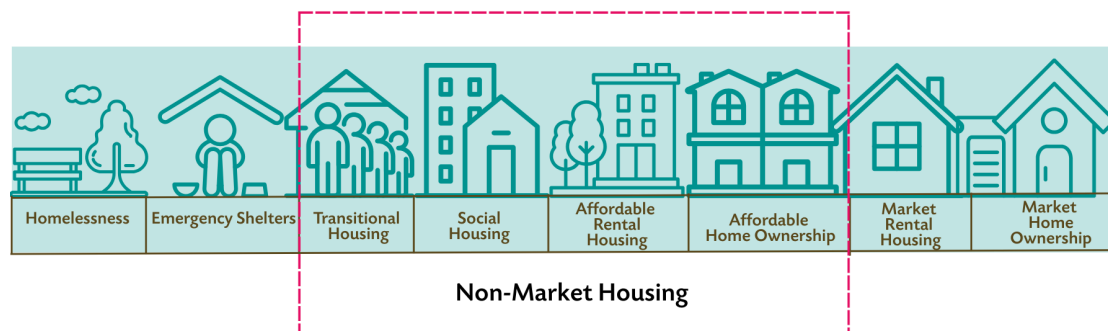 Homelessness
Emergency Shelters
Transitional
Housing
Social
Housing
Affordable
Rental
Housing
Affordable
Home Ownership
Market
Rental
Housing
Market
Home
Ownership
Non-Market Housing